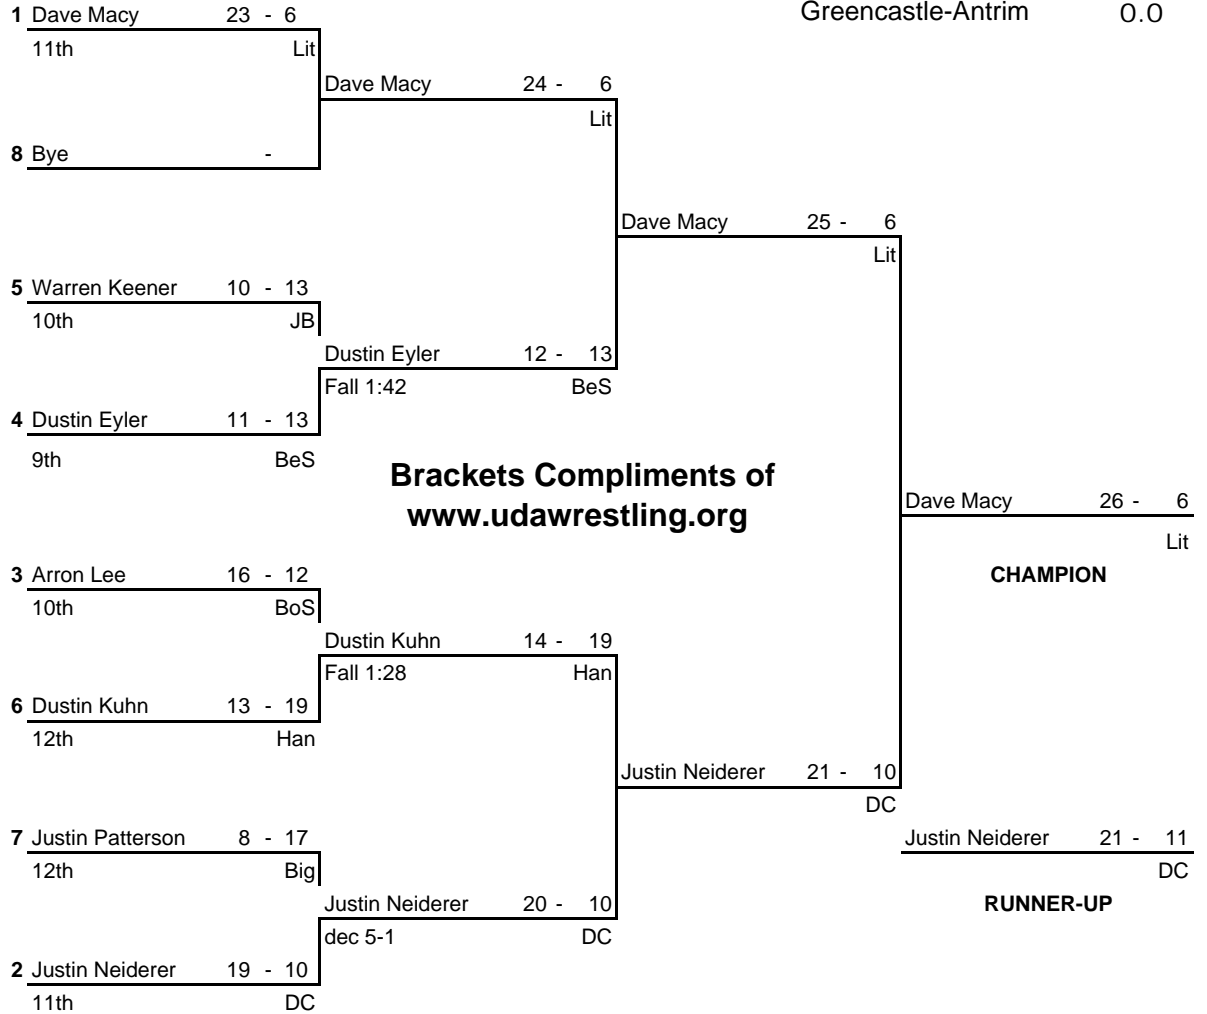 1 Dave Macy 23 - 6
Greencastle-Antrim 0.0
11th Lit
Dave Macy 24 - 6
Lit
8 Bye -
Dave Macy 25 - 6
Lit
5 Warren Keener 10 - 13
10th JB
Dustin Eyler 12 - 13
Fall 1:42 BeS
4 Dustin Eyler 11 - 13
9th BeS
Brackets Compliments of
www.udawrestling.org
Dave Macy 26 - 6
Lit
CHAMPION
3 Arron Lee 16 - 12
10th BoS
Dustin Kuhn 14 - 19
Fall 1:28 Han
6 Dustin Kuhn 13 - 19
12th Han
Justin Neiderer 21 - 10
DC
7 Justin Patterson 8 - 17
12th Big
Justin Neiderer 21 - 11
DC
RUNNER-UP
Justin Neiderer 20 - 10
dec 5-1 DC
2 Justin Neiderer 19 - 10
11th DC